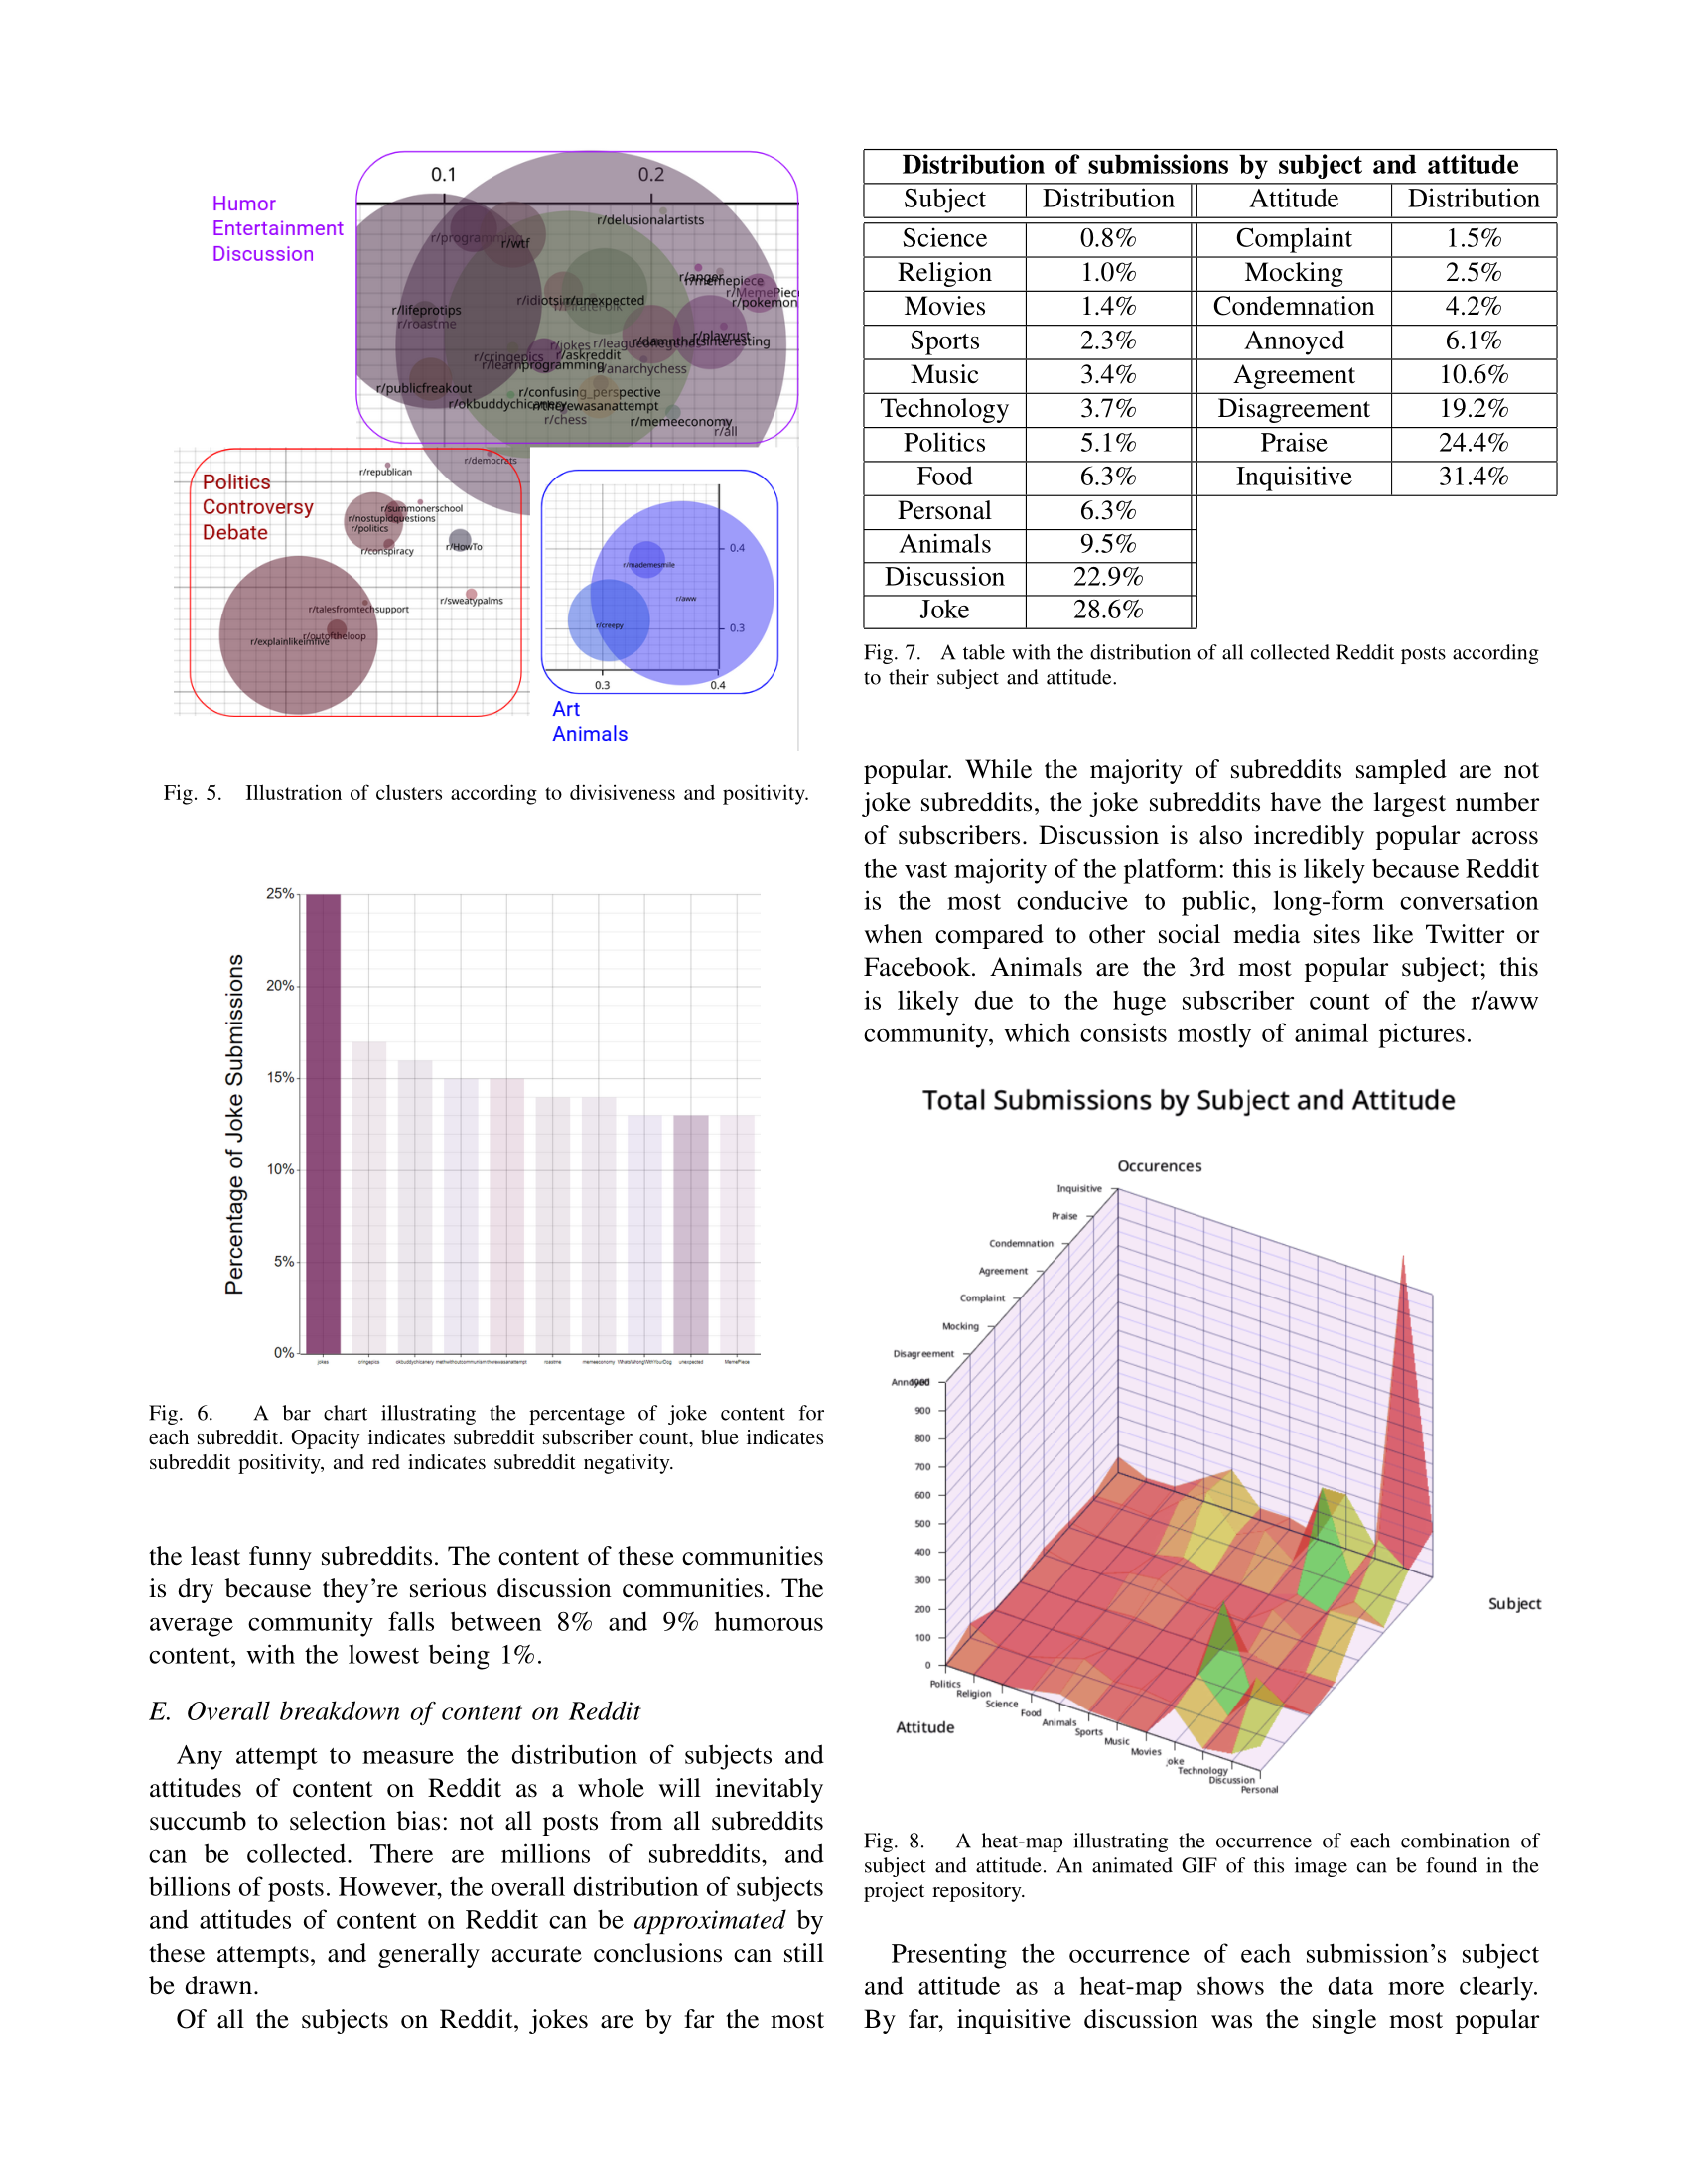 0.1
0.2
Humor
Entertainment
Discussion
r/delusionalartists
r/programming
r/wtf
r/anger
r/memepiece
r/pokemon
r/unexpected
r/lifeprotips
r/roastme
r/playrust
r/jokes
r/askreddit
r/cringepics
r/learnprogramming
r/anarchychess
r/publicfreakout
r/confusing_perspective
r/therewasanattempt
r/chess
r/memeeconomy
r/all
Politics
Controversy
Debate
r/republican
r/democrats
r/summonerschool
r/nostupidquestions
r/politics
r/conspiracy
r/HowTo
r/sweatypalms
r/talesfromtechsupport
r/outoftheloop
r/explainlikeimfive
r/mademesmile
r/aww
r/creepy
0.4
0.3
0.3
0.4
Art
Animals
Fig. 5. Illustration of clusters according to divisiveness and positivity.
Percentage of Joke Submissions
25%
20%
15%
10%
5%
0%
jokes
cringepics
okbuddychicanery
therewasanattempt
roastme
memeeconomy
WhatsWrongWithYourDog
unexpected
MemePiece
Fig. 6. A bar chart illustrating the percentage of joke content for
each subreddit. Opacity indicates subreddit subscriber count, blue indicates
subreddit positivity, and red indicates subreddit negativity.
the least funny subreddits. The content of these communities
is dry because they're serious discussion communities. The
average community falls between 8% and 9% humorous
content, with the lowest being 1%.
E. Overall breakdown of content on Reddit
Any attempt to measure the distribution of subjects and
attitudes of content on Reddit as a whole will inevitably
succumb to selection bias: not all posts from all subreddits
can be collected. There are millions of subreddits, and
billions of posts. However, the overall distribution of subjects
and attitudes of content on Reddit can be approximated by
these attempts, and generally accurate conclusions can still
be drawn.
Of all the subjects on Reddit, jokes are by far the most
Distribution of submissions by subject and attitude
Subject Distribution Attitude Distribution
Science 0.8% Complaint 1.5%
Religion 1.0% Mocking 2.5%
Movies 1.4% Condemnation 4.2%
Sports 2.3% Annoyed 6.1%
Music 3.4% Agreement 10.6%
Technology 3.7% Disagreement 19.2%
Politics 5.1% Praise 24.4%
Food 6.3% Inquisitive 31.4%
Personal 6.3%
Animals 9.5%
Discussion 22.9%
Joke 28.6%
Fig. 7. A table with the distribution of all collected Reddit posts according
to their subject and attitude.
popular. While the majority of subreddits sampled are not
joke subreddits, the joke subreddits have the largest number
of subscribers. Discussion is also incredibly popular across
the vast majority of the platform: this is likely because Reddit
is the most conducive to public, long-form conversation
when compared to other social media sites like Twitter or
Facebook. Animals are the 3rd most popular subject; this
is likely due to the huge subscriber count of the r/aww
community, which consists mostly of animal pictures.
Total Submissions by Subject and Attitude
Occurences
Inquisitive
Praise
Condemnation
Agreement
Complaint
Mocking
Disagreement
Annoyed
900
800
700
600
500
400
300
200
100
0
Politics
Religion
Science
Food
Animals
Sports
Music
Movies
oke
Technology
Discussion
Personal
Attitude
Subject
Fig. 8. A heat-map illustrating the occurrence of each combination of
subject and attitude. An animated GIF of this image can be found in the
project repository.
Presenting the occurrence of each submission's subject
and attitude as a heat-map shows the data more clearly.
By far, inquisitive discussion was the single most popular